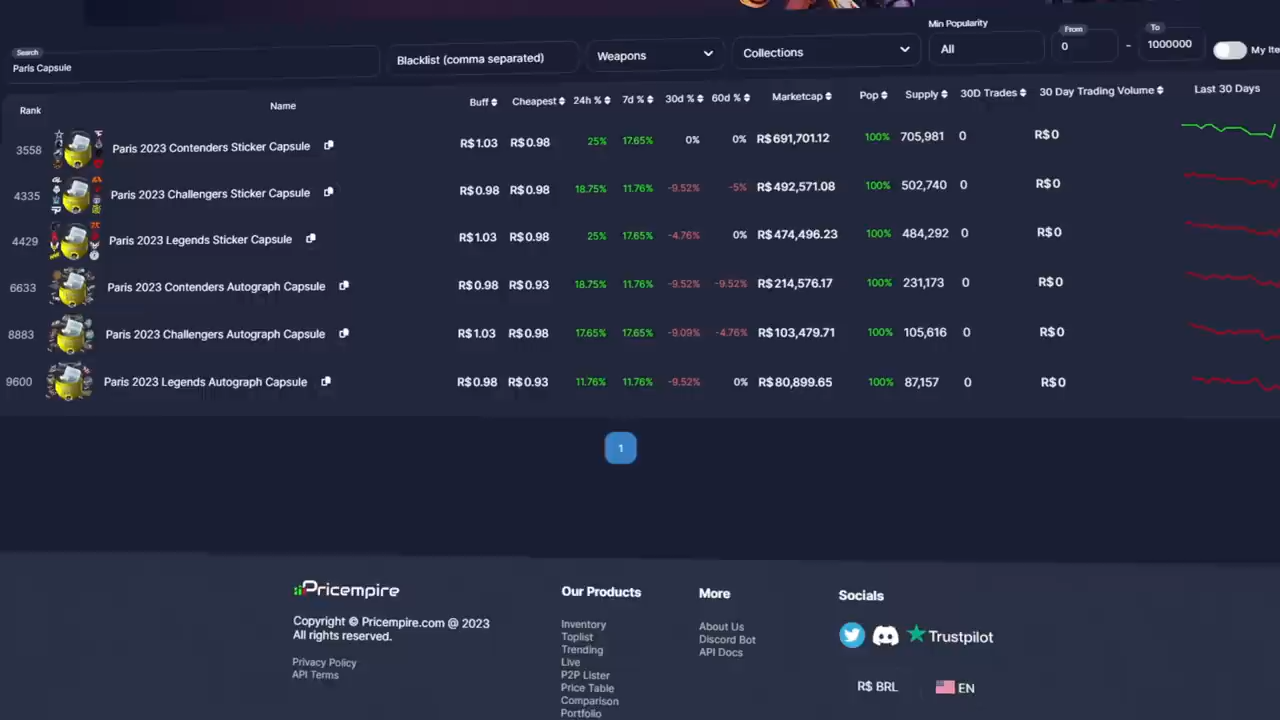 Min Popularity
Search
Paris Capsule
Blacklist (comma separated)
Weapons
Collections
All
From
0
-
To
1000000
My Ite
Rank Name Buff Cheapest 24h % 7d % 30d % 60d % Marketcap Pop Supply 30D Trades 30 Day Trading Volume Last 30 Days
3558 Paris 2023 Contenders Sticker Capsule R$1.03 R$0.98 25% 17.65% 0% 0% R$691,701.12 100% 705,981 0 R$0
4335 Paris 2023 Challengers Sticker Capsule R$0.98 R$0.98 18.75% 11.76% -9.52% -5% R$492,571.08 100% 502,740 0 R$0
4429 Paris 2023 Legends Sticker Capsule R$1.03 R$0.98 25% 17.65% -4.76% 0% R$474,496.23 100% 484,292 0 R$0
6633 Paris 2023 Contenders Autograph Capsule R$0.98 R$0.93 18.75% 11.76% -9.52% -9.52% R$214,576.17 100% 231,173 0 R$0
8883 Paris 2023 Challengers Autograph Capsule R$1.03 R$0.98 17.65% 17.65% -9.09% -4.76% R$103,479.71 100% 105,616 0 R$0
9600 Paris 2023 Legends Autograph Capsule R$0.98 R$0.93 11.76% 11.76% -9.52% 0% R$80,899.65 100% 87,157 0 R$0
1
Pricempire
Copyright © Pricempire.com @ 2023
All rights reserved.
Privacy Policy
API Terms
Our Products
Inventory
Toplist
Trending
Live
P2P Lister
Price Table
Comparison
Portfolio
More
About Us
Discord Bot
API Docs
Socials
Trustpilot
R$ BRL
EN